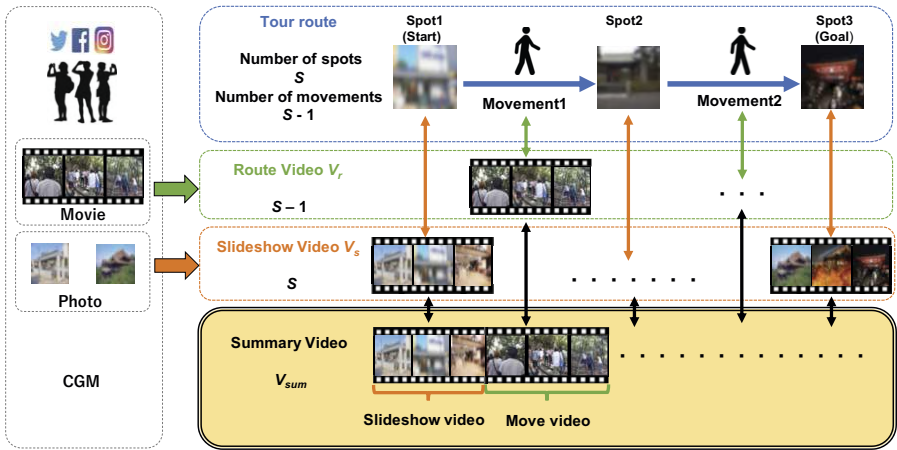 Tour route
Number of spots
S
Number of movements
S - 1
Spot1
(Start)
Spot2
Spot3
(Goal)
Movement1
Movement2
Movie
Route Video Vr
S – 1
. . .
Photo
Slideshow Video Vs
S
. . . . . . .
CGM
Summary Video
Vsum
. . . . . . . . . . . . . .
Slideshow video
Move video